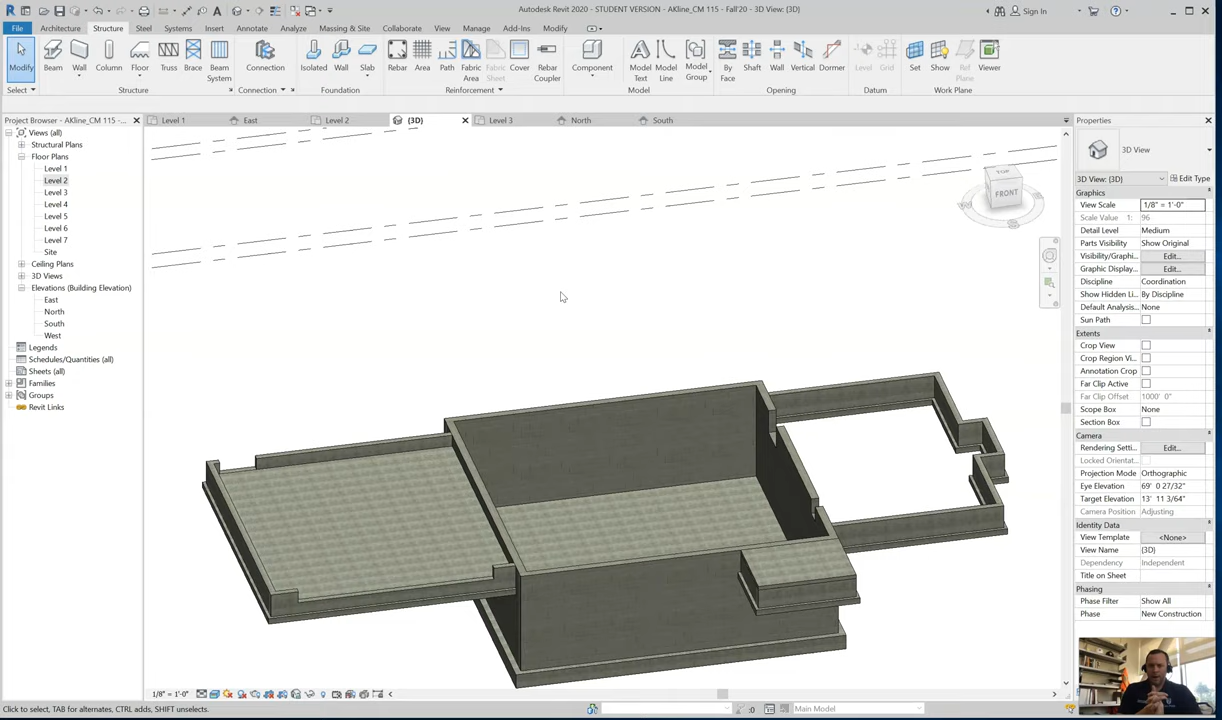 Autodesk Revit 2020 - STUDENT VERSION - AKline_CM 115 - Fall'20 - 3D View: {3D}
Sign In
File Architecture Structure Steel Systems Insert Annotate Analyze Massing & Site Collaborate View Manage Add-Ins Modify
Modify Beam Wall Column Floor Truss Brace Beam System Connection Isolated Wall Slab Rebar Area Path Fabric Area Fabric Sheet Cover Rebar Coupler Component Model Text Model Line Model Group By Face Shaft Wall Vertical Dormer Level Grid Set Show Ref Plane Viewer
Select Structure Connection Foundation Reinforcement Model Opening Datum Work Plane
Project Browser - AKline_CM 115 -...
Level 1 East Level 2 {3D} Level 3 North South
Views (all)
Structural Plans
Floor Plans
Level 1
Level 2
Level 3
Level 4
Level 5
Level 6
Level 7
Site
Ceiling Plans
3D Views
Elevations (Building Elevation)
East
North
South
West
Legends
Schedules/Quantities (all)
Sheets (all)
Families
Groups
Revit Links
TOP
FRONT
Properties
3D View
3D View: {3D} Edit Type
Graphics
View Scale 1/8" = 1'-0"
Scale Value 1: 96
Detail Level Medium
Parts Visibility Show Original
Visibility/Graphi... Edit...
Graphic Display... Edit...
Discipline Coordination
Show Hidden Li... By Discipline
Default Analysis... None
Sun Path
Extents
Crop View
Crop Region Vi...
Annotation Crop
Far Clip Active
Far Clip Offset 1000' 0"
Scope Box None
Section Box
Camera
Rendering Setti... Edit...
Locked Orientat...
Projection Mode Orthographic
Eye Elevation 69' 0 27/32"
Target Elevation 13' 11 3/64"
Camera Position Adjusting
Identity Data
View Template <None>
View Name {3D}
Dependency Independent
Title on Sheet
Phasing
Phase Filter Show All
Phase New Construction
1/8" = 1'-0"
Click to select, TAB for alternates, CTRL adds, SHIFT unselects.
:0
Main Model